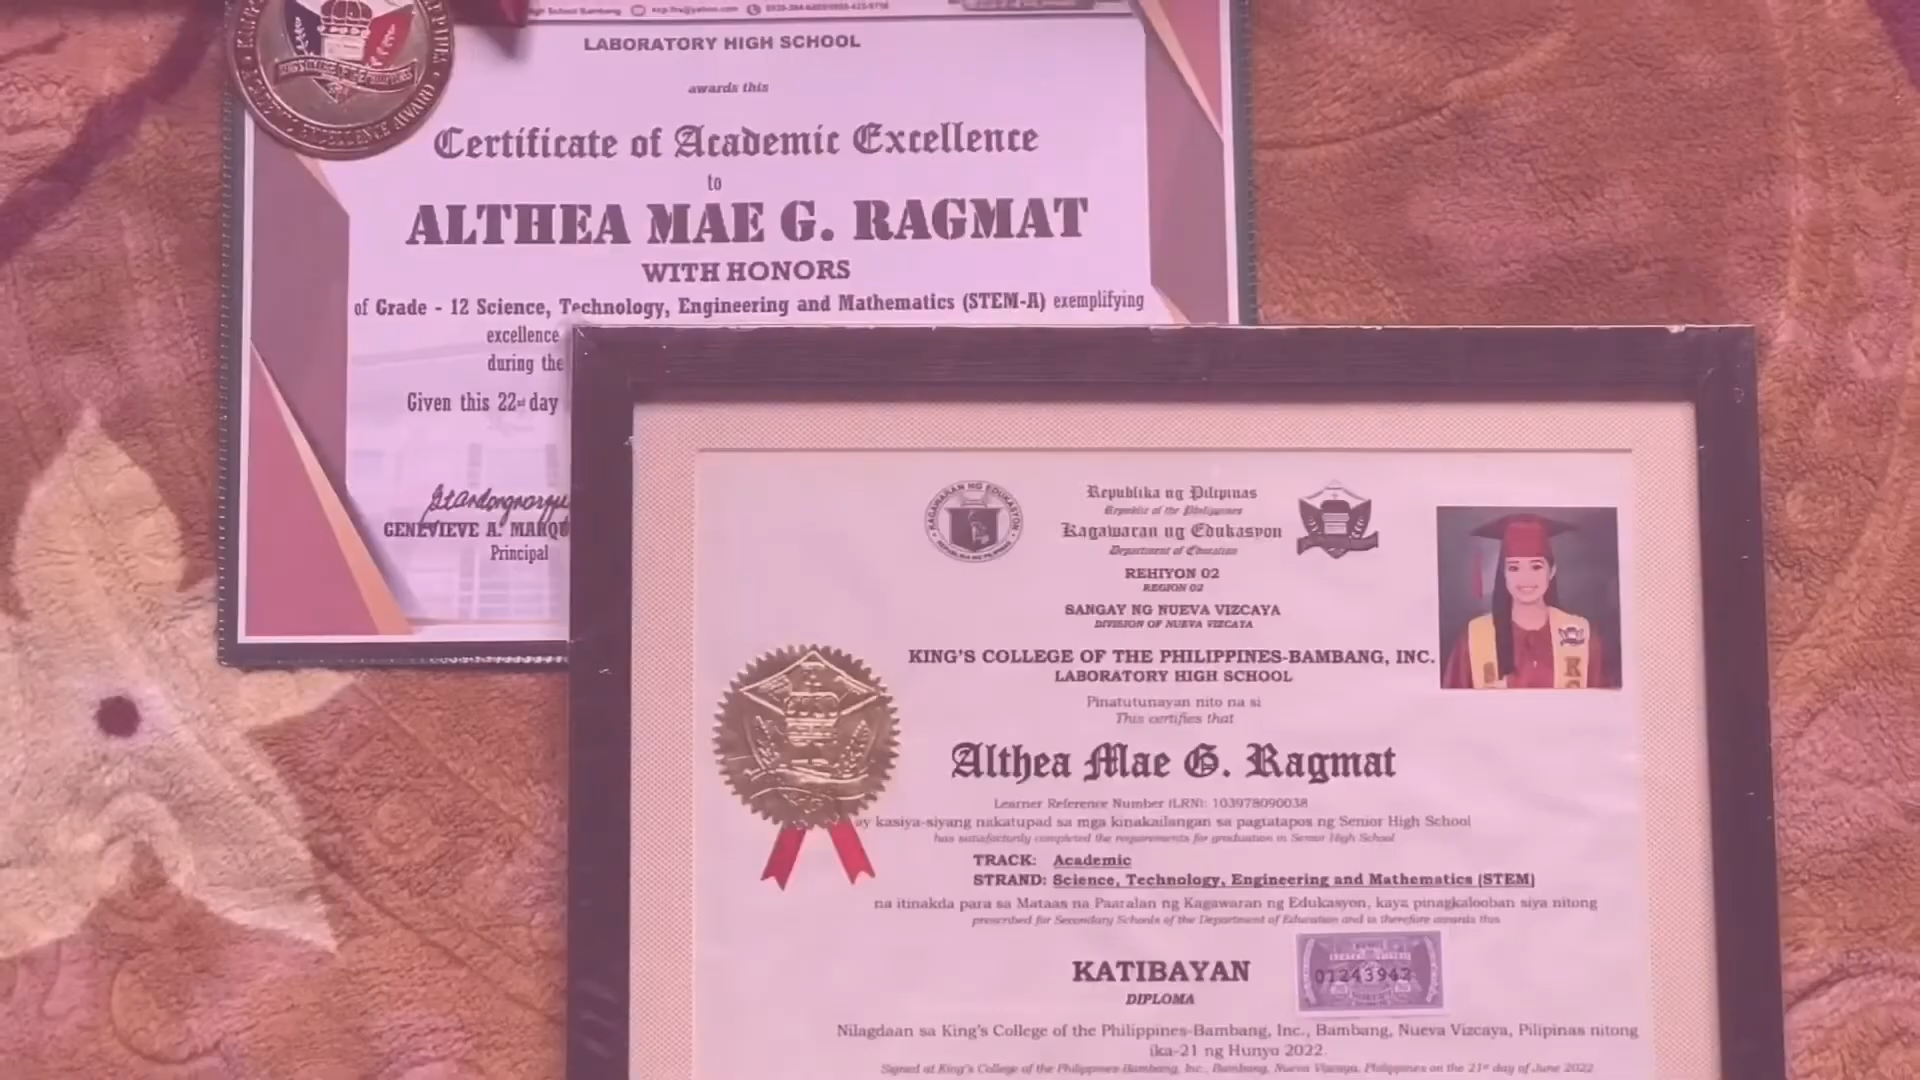 LABORATORY HIGH SCHOOL
awards this
Certificate of Academic Excellence
to
ALTHEA MAE G. RAGMAT
WITH HONORS
of Grade - 12 Science, Technology, Engineering and Mathematics (STEM-A) exemplifying
excellence
during the
Given this 22nd day
GENEVIEVE A.
Principal
KAGAWARAN NG EDUKASYON
Republika ng Pilipinas
Republic of the Philippines
Kagawaran ng Edukasyon
Department of Education
REHIYON 02
REGION 02
SANGAY NG NUEVA VIZCAYA
DIVISION OF NUEVA VIZCAYA
KING'S COLLEGE OF THE PHILIPPINES-BAMBANG, INC.
LABORATORY HIGH SCHOOL
Pinatutunayan nito na si
This certifies that
Althea Mae G. Ragmat
Learner Reference Number (LRN): 103978090038
ay kasiya-siyang nakatupad sa mga kinakailangan sa pagtatapos ng Senior High School
has satisfactorily completed the requirements for graduation in Senior High School
TRACK: Academic
STRAND: Science, Technology, Engineering and Mathematics (STEM)
na itinakda para sa Mataas na Paaralan ng Kagawaran ng Edukasyon, kaya pinagkalooban siya nitong
prescribed for Secondary Schools of the Department of Education and is therefore awards this
KATIBAYAN
DIPLOMA
01243943
Nilagdaan sa King's College of the Philippines-Bambang, Inc., Bambang, Nueva Vizcaya, Pilipinas nitong
ika-21 ng Hunyo 2022.
Signed at King's College of the Philippines-Bambang, Inc., Bambang, Nueva Vizcaya, Philippines on the 21st day of June 2022